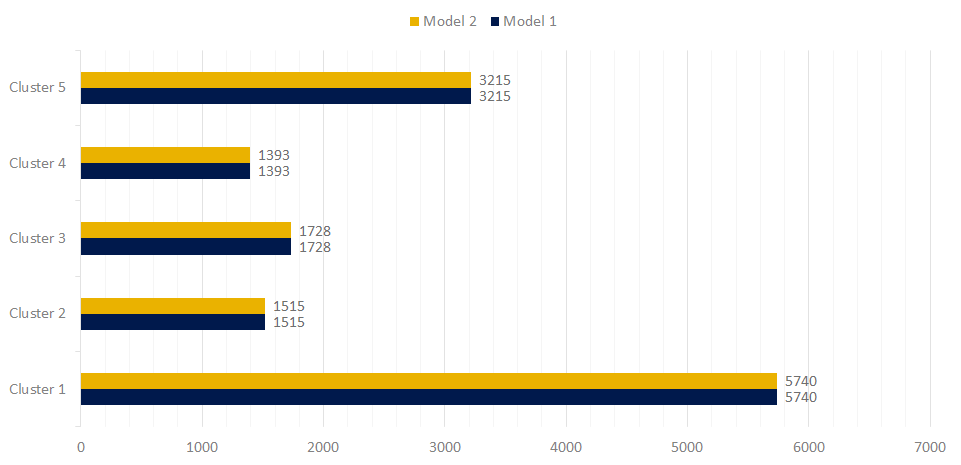 Model 2 Model 1
Cluster 5
3215
3215
Cluster 4
1393
1393
Cluster 3
1728
1728
Cluster 2
1515
1515
Cluster 1
5740
5740
0 1000 2000 3000 4000 5000 6000 7000